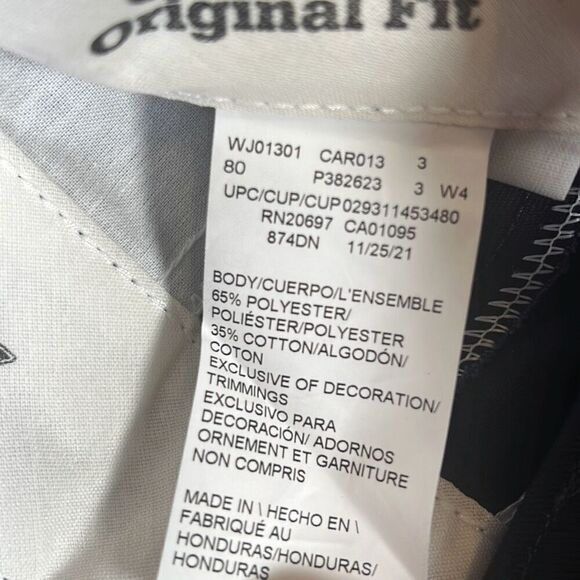 Original Fit
WJ01301 CAR013 3
80 P382623 3 W4
UPC/CUP/CUP029311453480
RN20697 CA01095
874DN 11/25/21
BODY/CUERPO/L'ENSEMBLE
65% POLYESTER/
POLIÉSTER/POLYESTER
35% COTTON/ALGODÓN/
COTON
EXCLUSIVE OF DECORATION/
TRIMMINGS
EXCLUSIVO PARA
DECORACIÓN/ ADORNOS
ORNEMENT ET GARNITURE
NON COMPRIS
MADE IN \ HECHO EN \
FABRIQUÉ AU
HONDURAS/HONDURAS/
HONDURAS